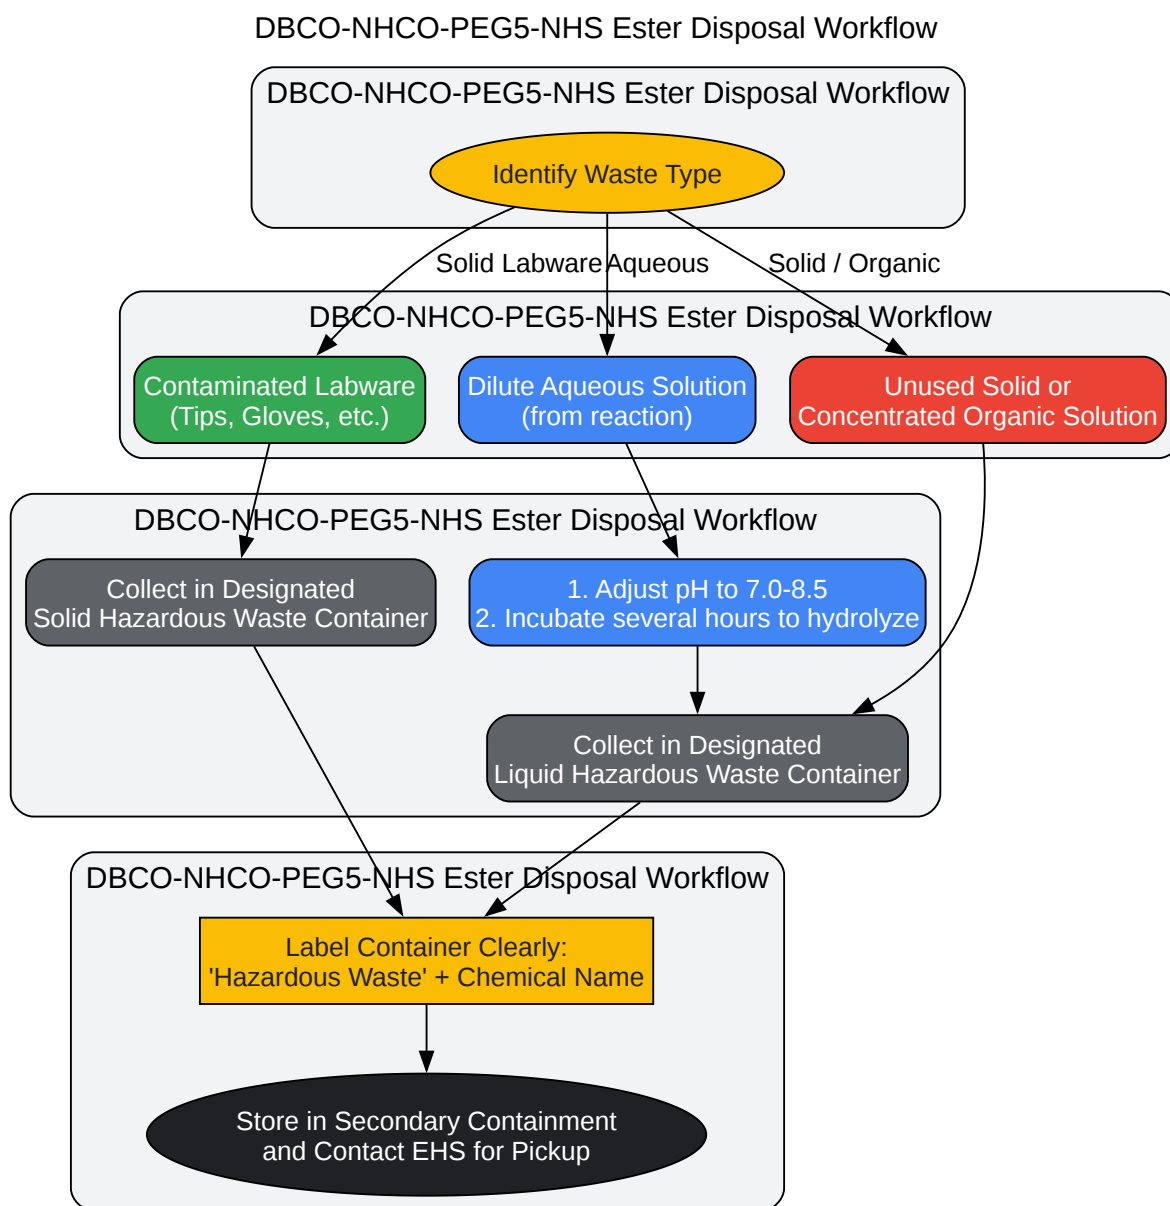 DBCO-NHCO-PEG5-NHS Ester Disposal Workflow
DBCO-NHCO-PEG5-NHS Ester Disposal Workflow
Identify Waste Type
Solid Labware
Aqueous
Solid / Organic
DBCO-NHCO-PEG5-NHS Ester Disposal Workflow
Contaminated Labware
(Tips, Gloves, etc.)
Dilute Aqueous Solution
(from reaction)
Unused Solid or
Concentrated Organic Solution
DBCO-NHCO-PEG5-NHS Ester Disposal Workflow
Collect in Designated
Solid Hazardous Waste Container
1. Adjust pH to 7.0-8.5
2. Incubate several hours to hydrolyze
Collect in Designated
Liquid Hazardous Waste Container
DBCO-NHCO-PEG5-NHS Ester Disposal Workflow
Label Container Clearly:
'Hazardous Waste' + Chemical Name
Store in Secondary Containment
and Contact EHS for Pickup